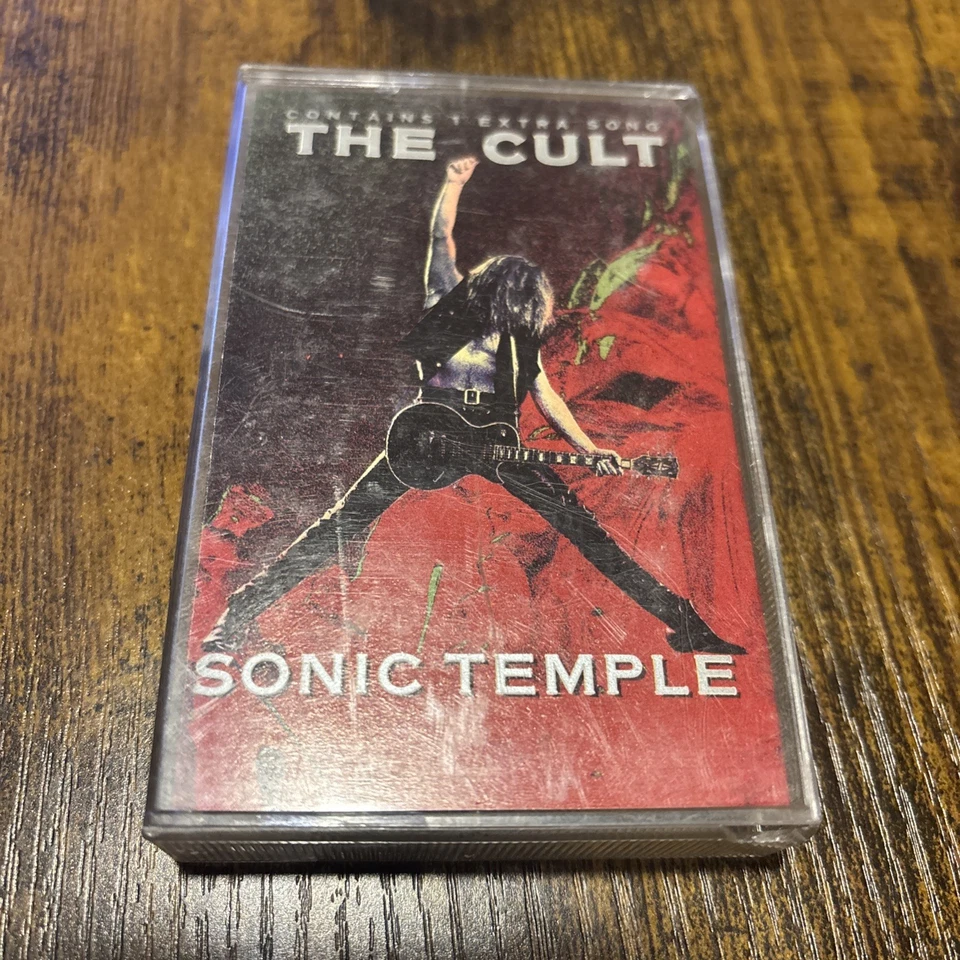 CONTAINS 1 EXTRA SONG
THE CULT
SONIC TEMPLE